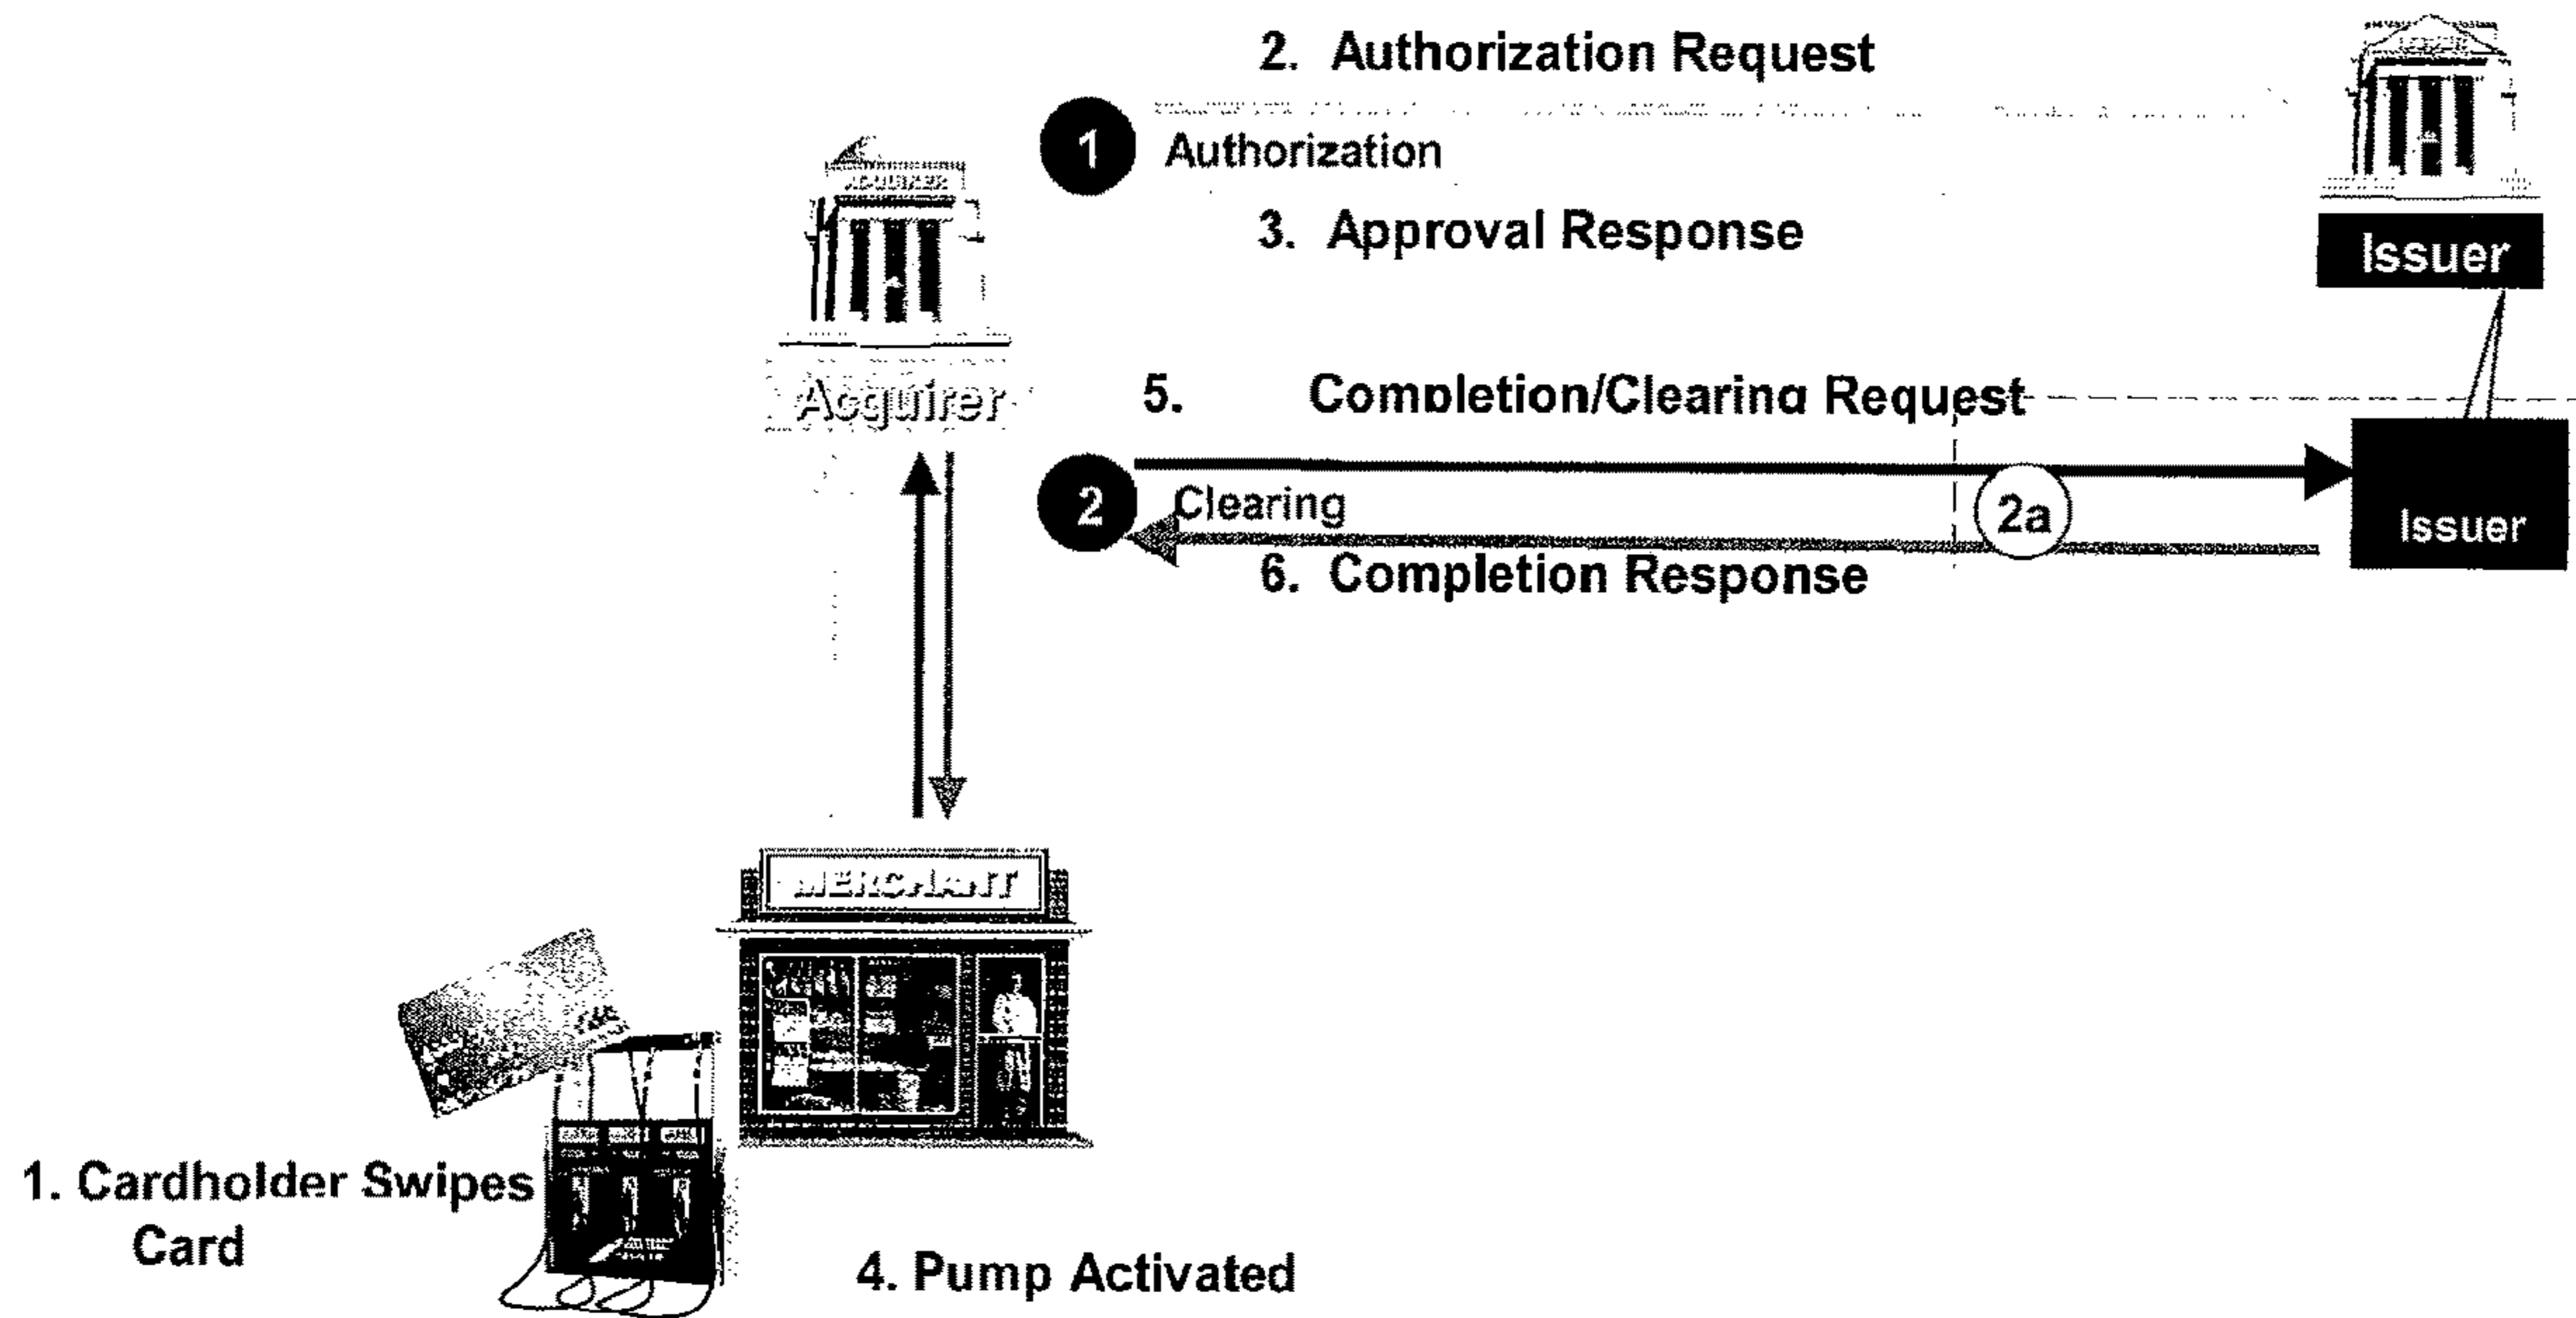 2. Authorization Request
1 Authorization
3. Approval Response
ACQUIRER
Issuer
Acquirer
5. Completion/Clearing Request
2 Clearing
2a
Issuer
6. Completion Response
MERCHANT
1. Cardholder Swipes
Card
4. Pump Activated